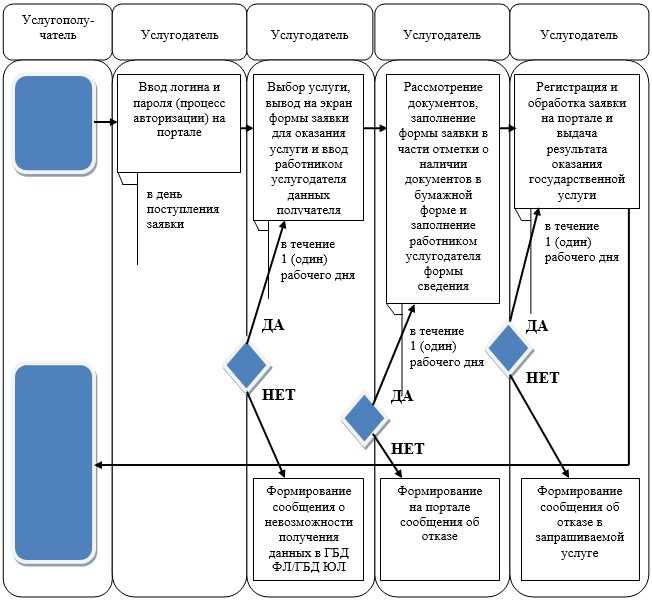 Услугополу-
чатель
Услугодатель
Услугодатель
Услугодатель
Услугодатель
Ввод логина и
пароля (процесс
авторизации) на
портале
в день
поступления
заявки
Выбор услуги,
вывод на экран
формы заявки
для оказания
услуги и ввод
работником
услугодателя
данных
получателя
в течение
1 (один)
рабочего дня
Рассмотрение
документов,
заполнение
формы заявки в
части отметки о
наличии
документов в
бумажной
форме и
заполнение
работником
услугодателя
формы
сведения
в течение
1 (один)
рабочего дня
Регистрация и
обработка заявки
на портале и
выдача
результата
оказания
государственной
услуги
в течение
1 (один)
рабочего дня
ДА
НЕТ
ДА
НЕТ
ДА
НЕТ
Формирование
сообщения о
невозможности
получения
данных в ГБД
ФЛ/ГБД ЮЛ
Формирование
на портале
сообщения об
отказе
Формирование
сообщения об
отказе в
запрашиваемой
услуге